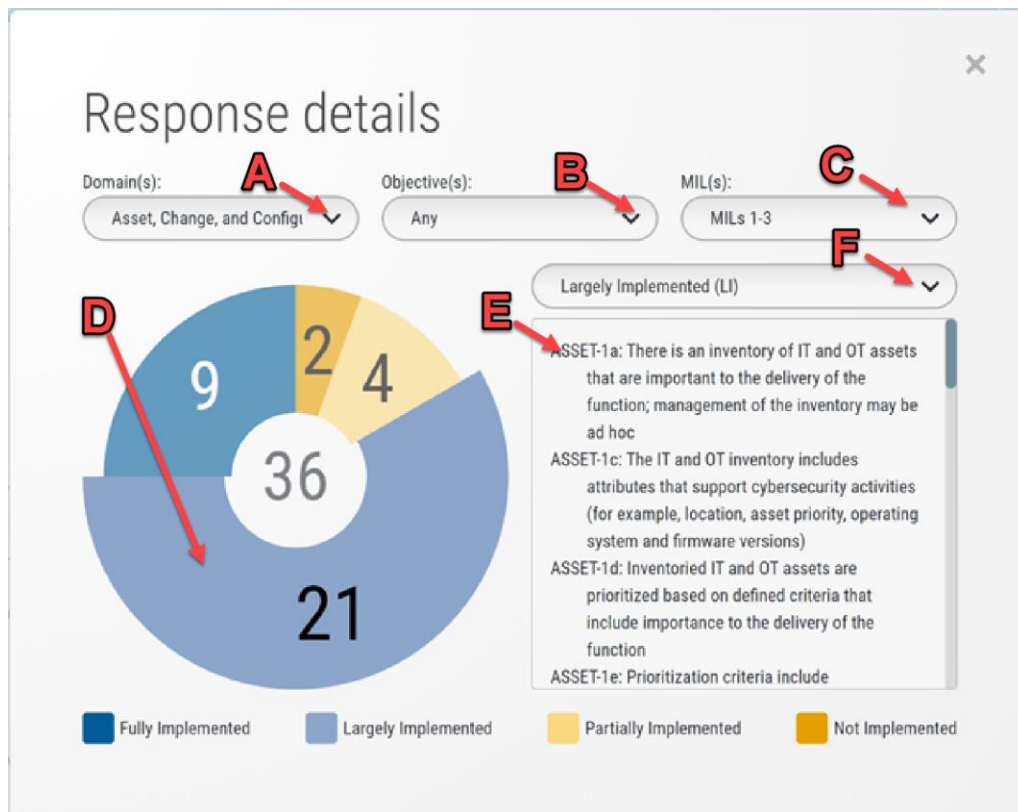 ×
Response details
Domain(s):
Objective(s):
MIL(s):
A
B
C
Asset, Change, and Config
Any
MILs 1-3
F
Largely Implemented (LI)
D
E
9
2
4
36
21
ASSET-1a: There is an inventory of IT and OT assets
that are important to the delivery of the
function; management of the inventory may be
ad hoc
ASSET-1c: The IT and OT inventory includes
attributes that support cybersecurity activities
(for example, location, asset priority, operating
system and firmware versions)
ASSET-1d: Inventoried IT and OT assets are
prioritized based on defined criteria that
include importance to the delivery of the
function
ASSET-1e: Prioritization criteria include
Fully Implemented
Largely Implemented
Partially Implemented
Not Implemented